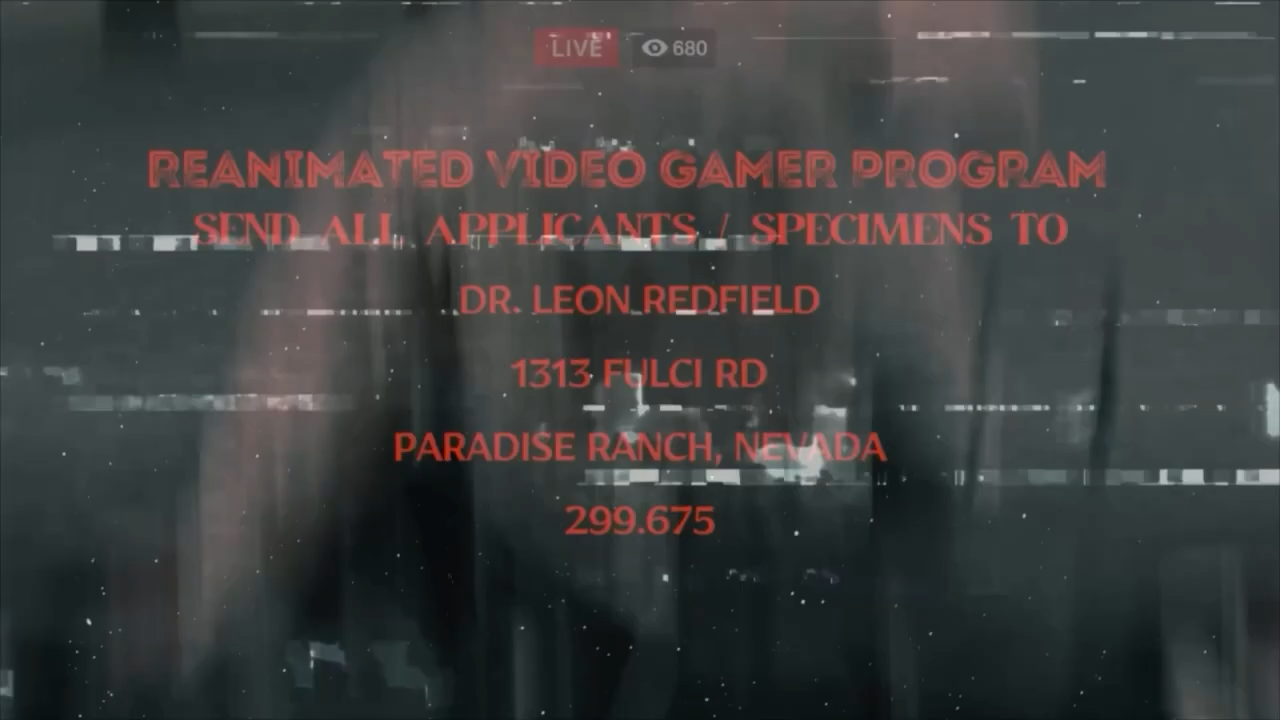 LIVE 680
REANIMATED VIDEO GAMER PROGRAM
SEND ALL APPLICANTS / SPECIMENS TO
DR. LEON REDFIELD
1313 FULCI RD
PARADISE RANCH, NEVADA
299.675